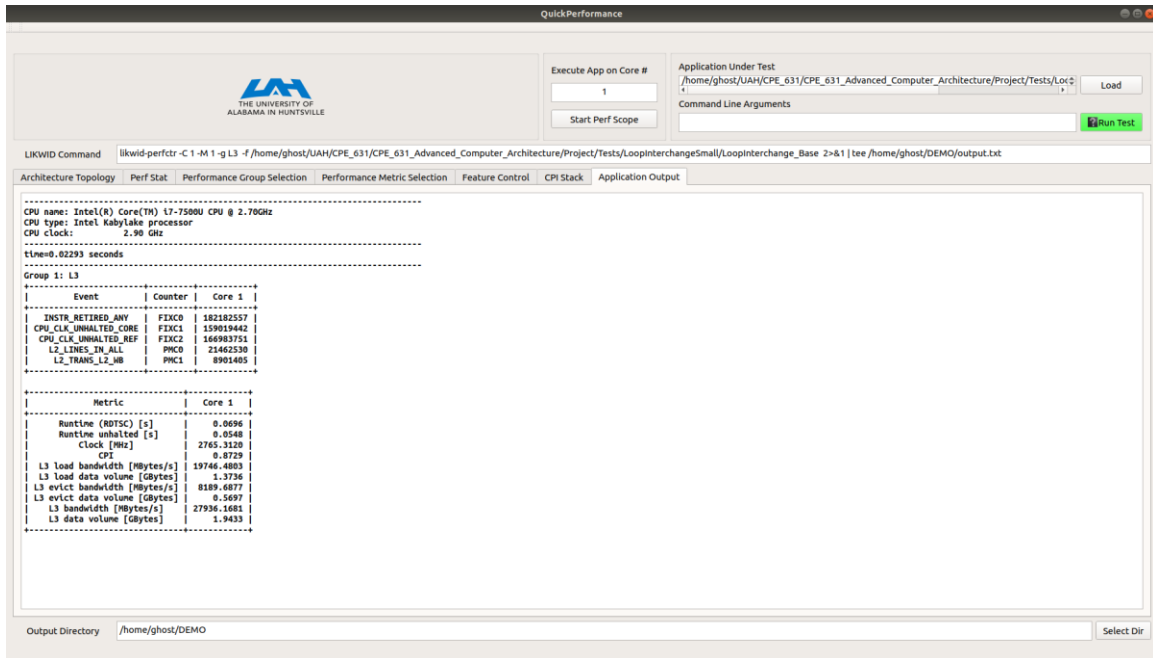 QuickPerformance
THE UNIVERSITY OF
ALABAMA IN HUNTSVILLE
Execute App on Core #
1
Start Perf Scope
Application Under Test
/home/ghost/UAH/CPE_631/CPE_631_Advanced_Computer_Architecture/Project/Tests/Loc
Load
Command Line Arguments
Run Test
LIKWID Command likwid-perfctr -C 1 -M 1 -g L3 -f /home/ghost/UAH/CPE_631/CPE_631_Advanced_Computer_Architecture/Project/Tests/LoopInterchangeSmall/LoopInterchange_Base 2>&1 | tee /home/ghost/DEMO/output.txt
Architecture Topology Perf Stat Performance Group Selection Performance Metric Selection Feature Control CPI Stack Application Output
--------------------------------------------------------------------------------
CPU name: Intel(R) Core(TM) i7-7500U CPU @ 2.70GHz
CPU type: Intel Kabylake processor
CPU clock: 2.90 GHz
--------------------------------------------------------------------------------
time=0.02293 seconds
--------------------------------------------------------------------------------
Group 1: L3
+-----------------------+---------+-----------+
| Event | Counter | Core 1 |
+-----------------------+---------+-----------+
| INSTR_RETIRED_ANY | FIXC0 | 182182557 |
| CPU_CLK_UNHALTED_CORE | FIXC1 | 159019442 |
| CPU_CLK_UNHALTED_REF | FIXC2 | 166983751 |
| L2_LINES_IN_ALL | PMC0 | 21462530 |
| L2_TRANS_L2_WB | PMC1 | 8901405 |
+-----------------------+---------+-----------+
+-------------------------------+------------+
| Metric | Core 1 |
+-------------------------------+------------+
| Runtime (RDTSC) [s] | 0.0696 |
| Runtime unhalted [s] | 0.0548 |
| Clock [MHz] | 2765.3120 |
| CPI | 0.8729 |
| L3 load bandwidth [MBytes/s] | 19746.4803 |
| L3 load data volume [GBytes] | 1.3736 |
| L3 evict bandwidth [MBytes/s] | 8189.6877 |
| L3 evict data volume [GBytes] | 0.5697 |
| L3 bandwidth [MBytes/s] | 27936.1681 |
| L3 data volume [GBytes] | 1.9433 |
+-------------------------------+------------+
Output Directory /home/ghost/DEMO Select Dir